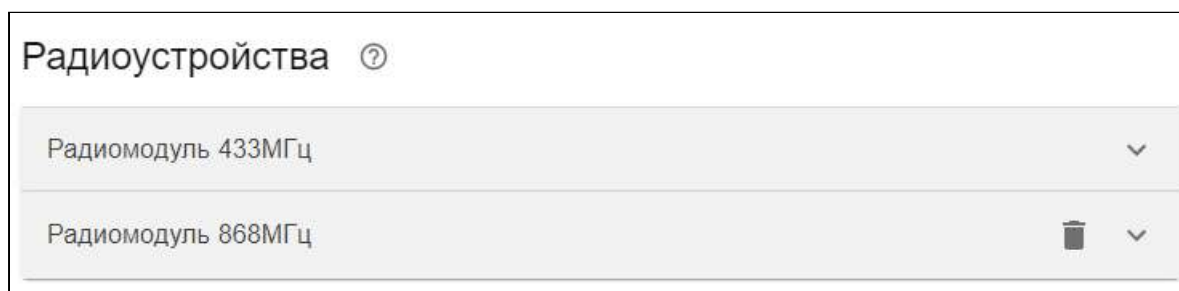 Радиоустройства ?
Радиомодуль 433МГц
Радиомодуль 868МГц